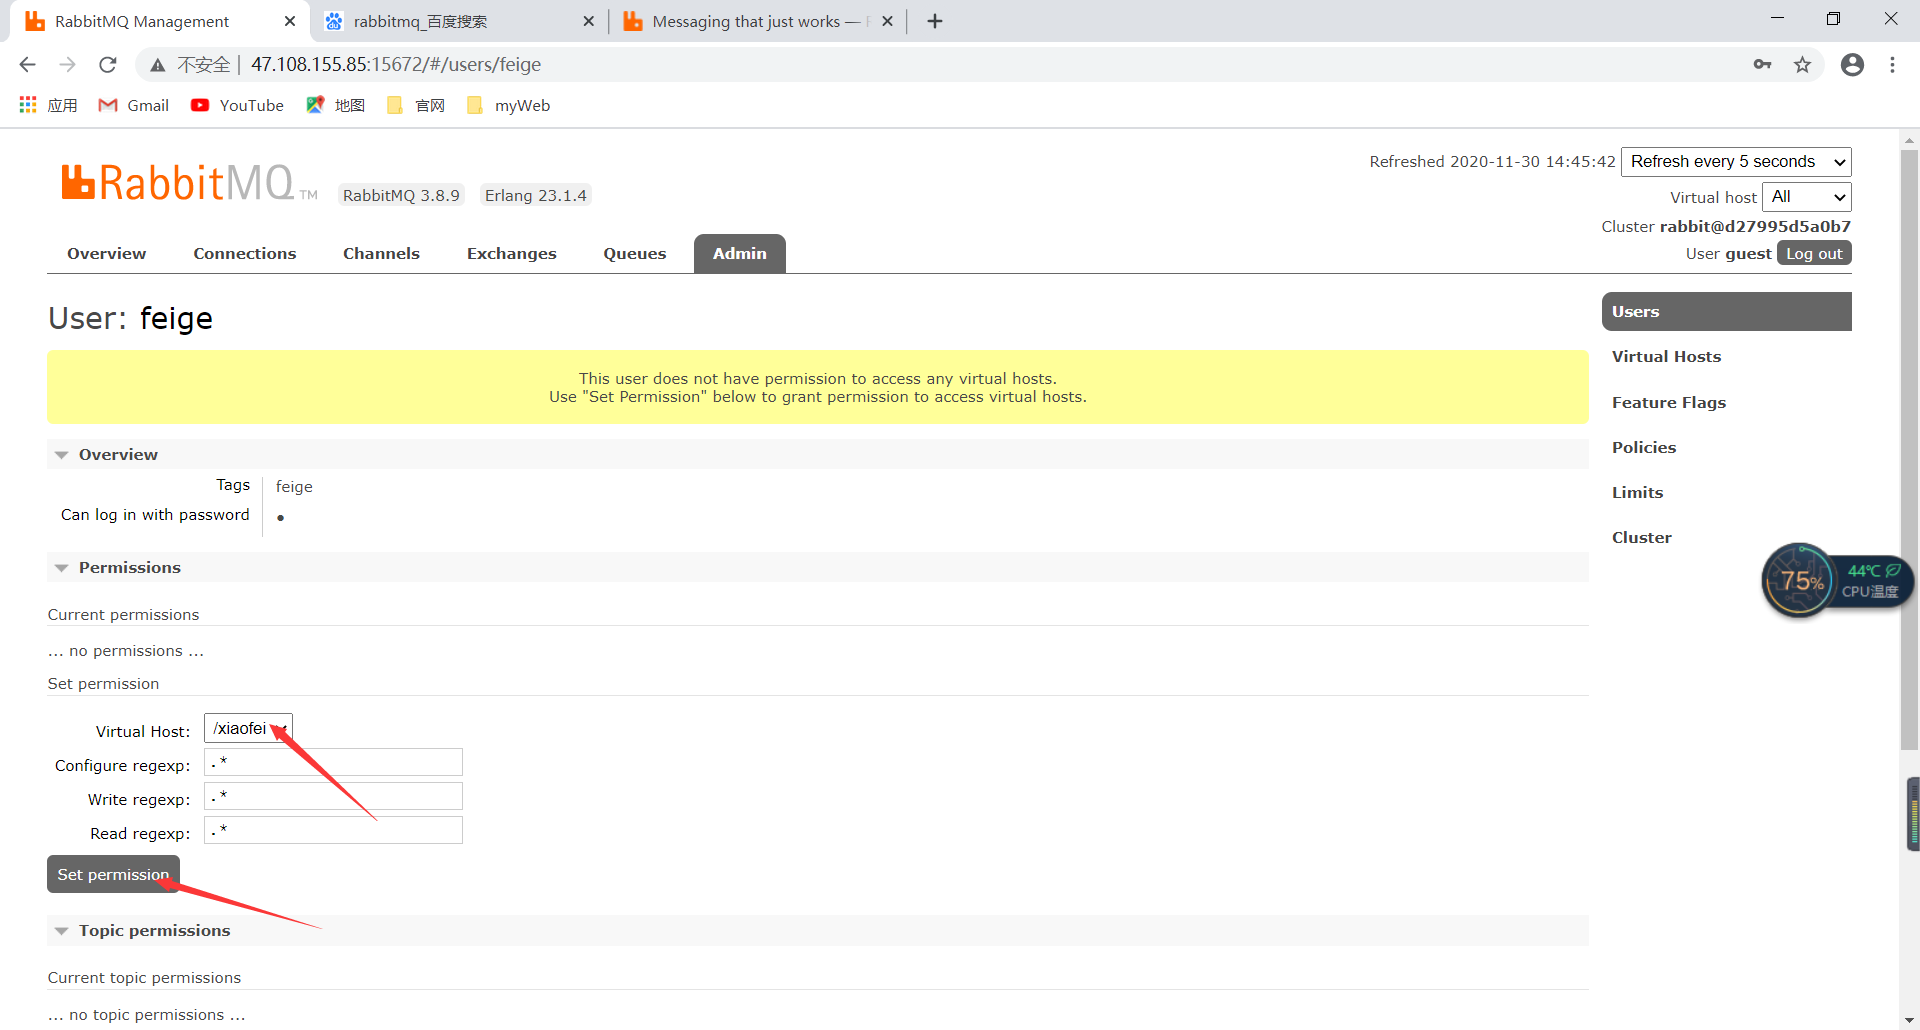 RabbitMQ Management
rabbitmq_百度搜索
Messaging that just works —
不安全 | 47.108.155.85:15672/#/users/feige
应用 Gmail YouTube 地图 官网 myWeb
RabbitMQ TM
RabbitMQ 3.8.9 Erlang 23.1.4
Refreshed 2020-11-30 14:45:42 Refresh every 5 seconds
Virtual host All
Cluster rabbit@d27995d5a0b7
User guest Log out
Overview Connections Channels Exchanges Queues Admin
User: feige
This user does not have permission to access any virtual hosts.
Use "Set Permission" below to grant permission to access virtual hosts.
Overview
Tags feige
Can log in with password •
Permissions
Current permissions
... no permissions ...
Set permission
Virtual Host: /xiaofei
Configure regexp: .*
Write regexp: .*
Read regexp: .*
Set permission
Topic permissions
Current topic permissions
... no topic permissions ...
Users
Virtual Hosts
Feature Flags
Policies
Limits
Cluster
75% 44℃
CPU温度